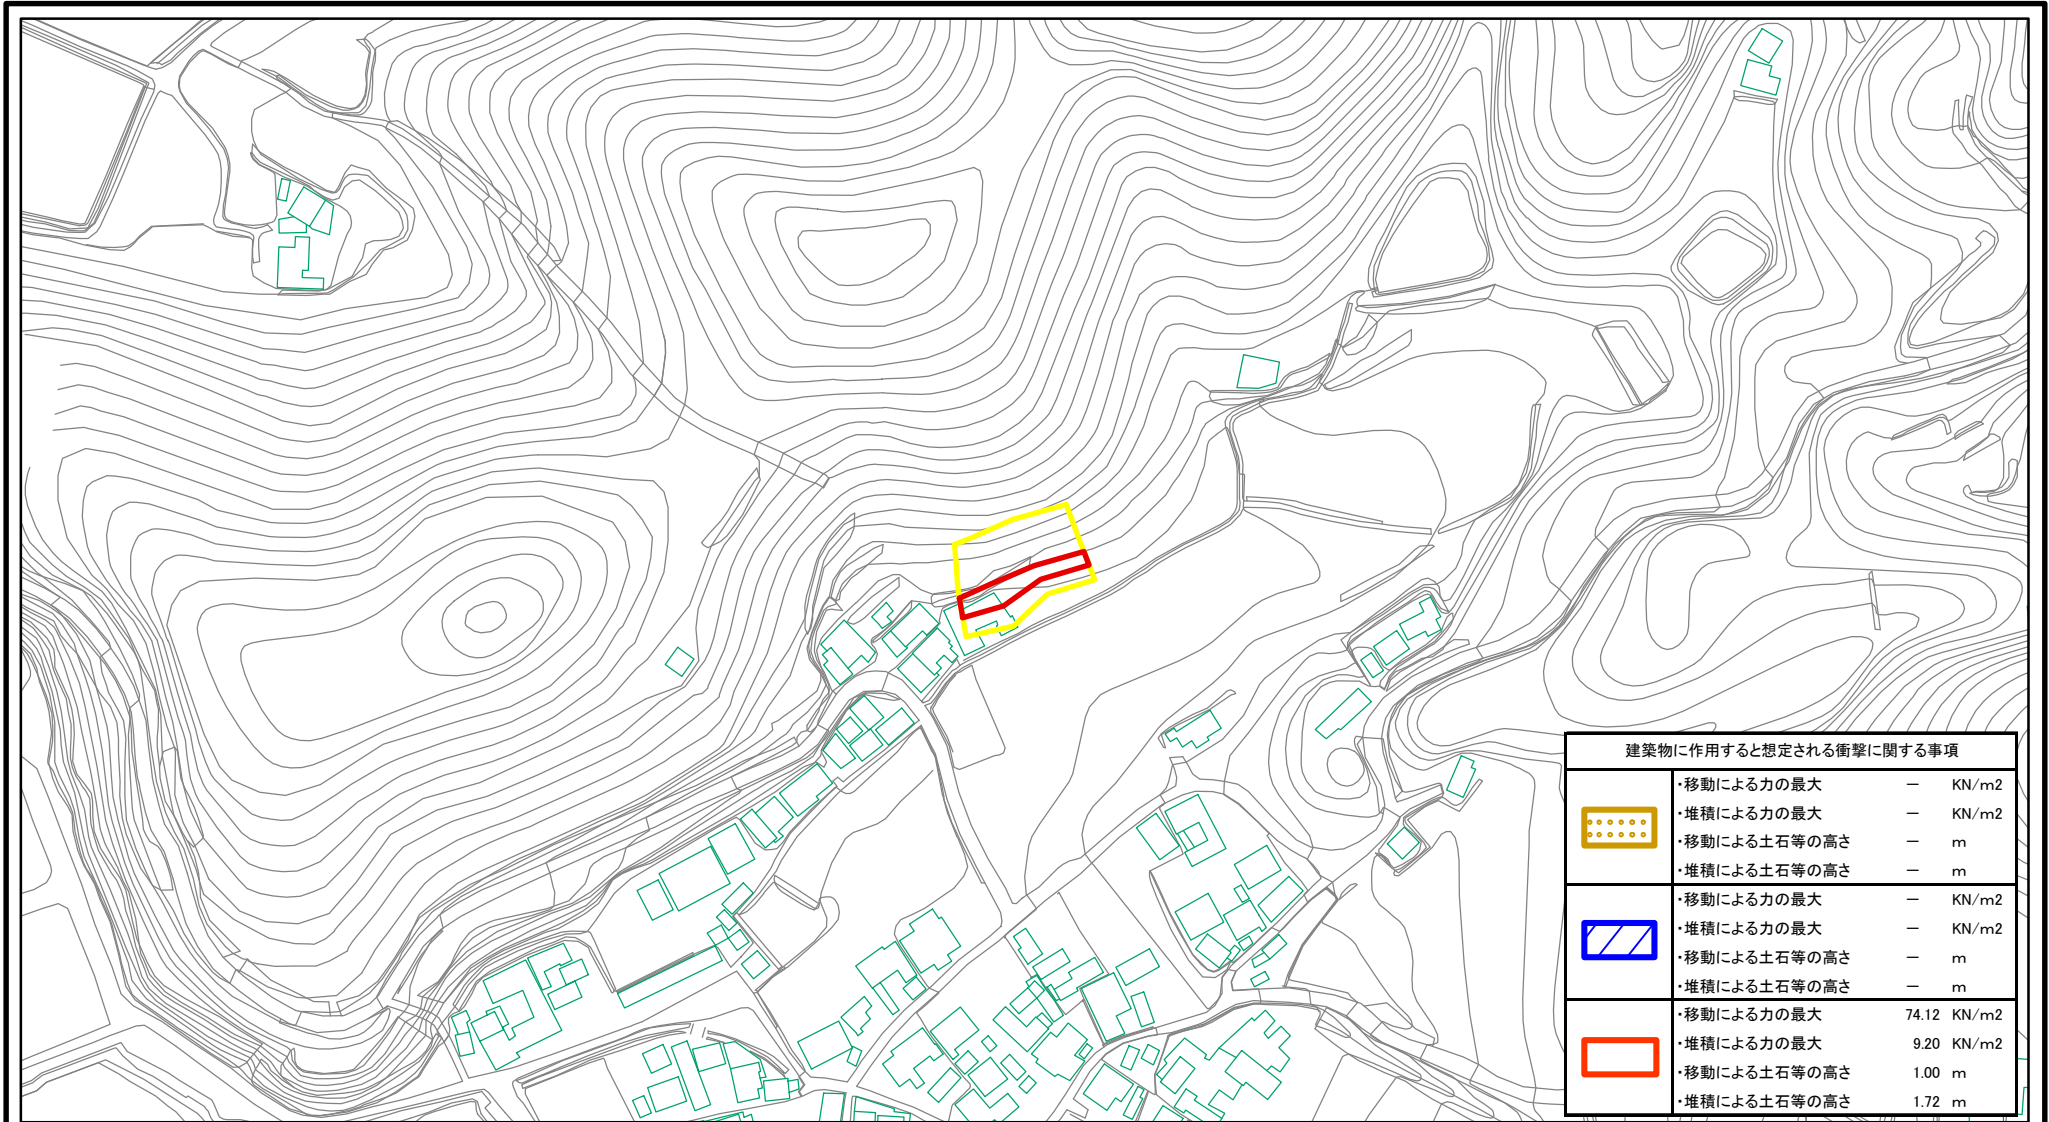 建築物に作用すると想定される衝撃に関する事項
・移動による力の最大 － KN/m2
・堆積による力の最大 － KN/m2
・移動による土石等の高さ － m
・堆積による土石等の高さ － m
・移動による力の最大 － KN/m2
・堆積による力の最大 － KN/m2
・移動による土石等の高さ － m
・堆積による土石等の高さ － m
・移動による力の最大 74.12 KN/m2
・堆積による力の最大 9.20 KN/m2
・移動による土石等の高さ 1.00 m
・堆積による土石等の高さ 1.72 m